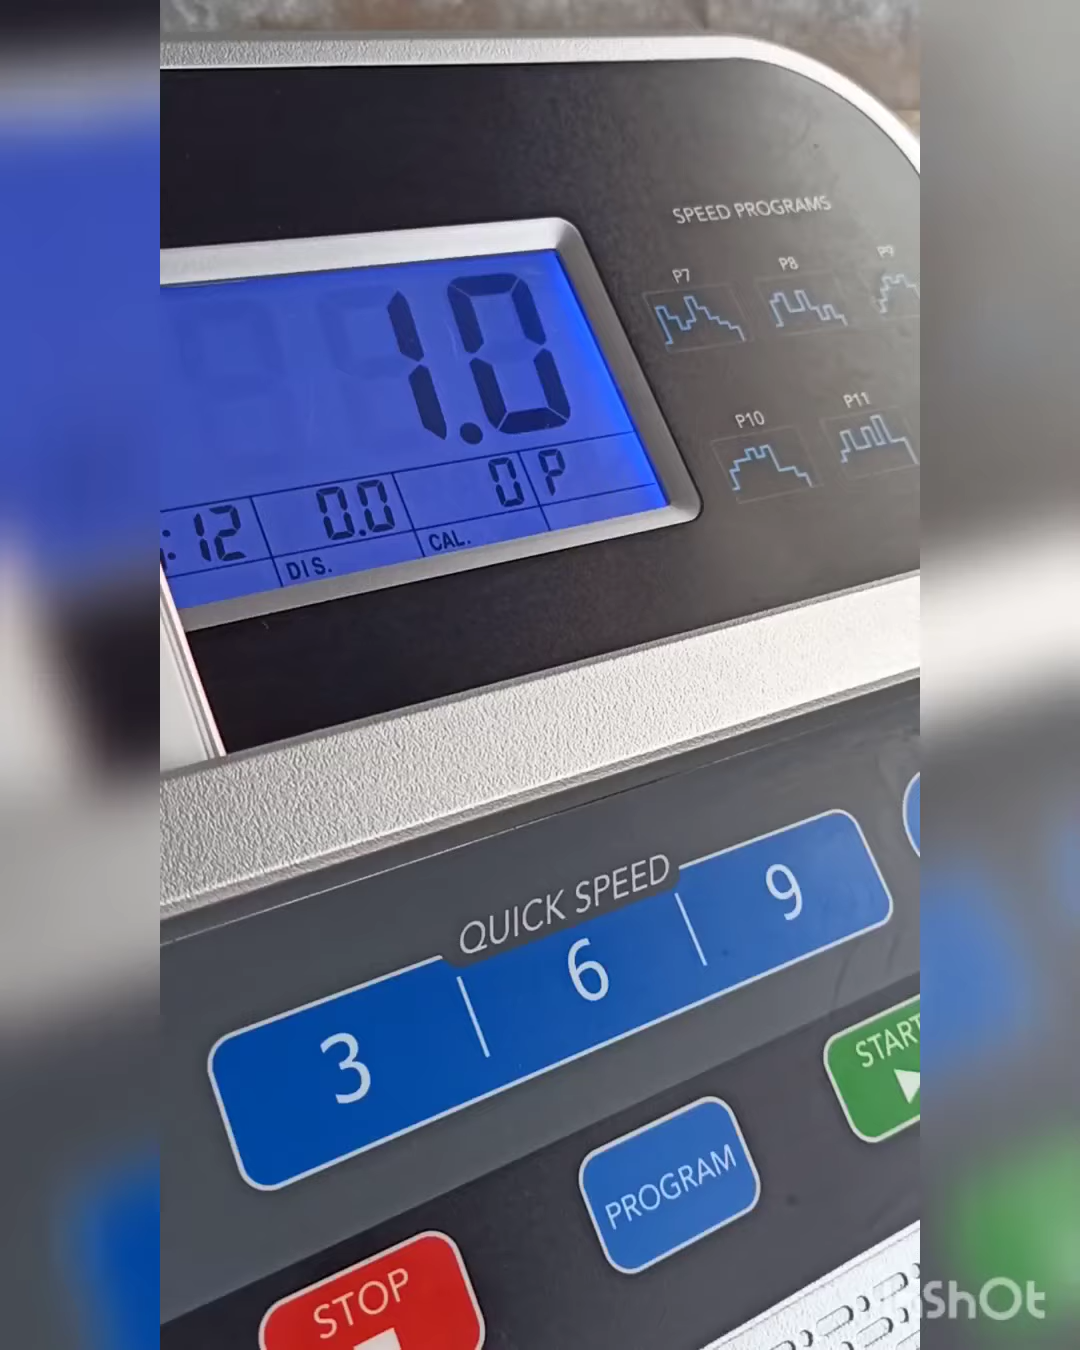 SPEED PROGRAMS
P7 P8 P9
1.0
P10 P11
:12 0.0 0 P
DIS. CAL.
QUICK SPEED
3 6 9
START
PROGRAM
STOP
shOt